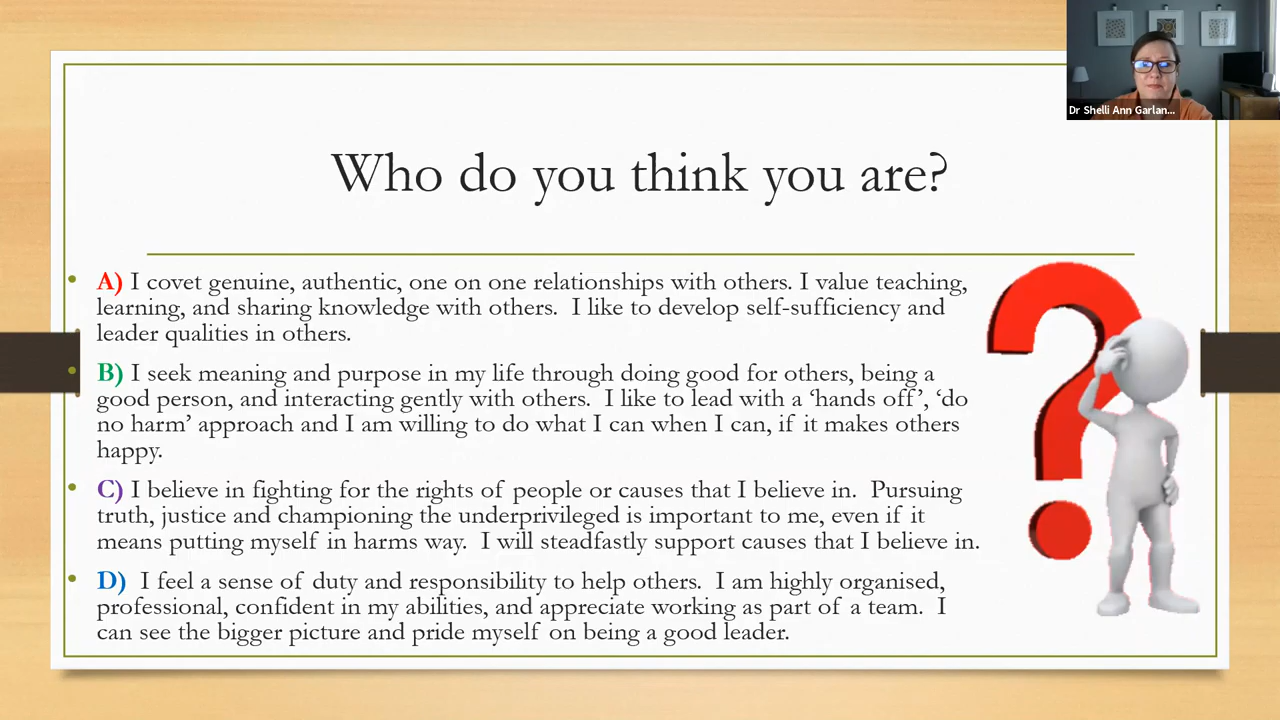 Dr Shelli Ann Garlan...
Who do you think you are?
• A) I covet genuine, authentic, one on one relationships with others. I value teaching,
learning, and sharing knowledge with others.  I like to develop self-sufficiency and
leader qualities in others.
• B) I seek meaning and purpose in my life through doing good for others, being a
good person, and interacting gently with others.  I like to lead with a ‘hands off’, ‘do
no harm’ approach and I am willing to do what I can when I can, if it makes others
happy.
• C) I believe in fighting for the rights of people or causes that I believe in.  Pursuing
truth, justice and championing the underprivileged is important to me, even if it
means putting myself in harms way.  I will steadfastly support causes that I believe in.
• D)  I feel a sense of duty and responsibility to help others.  I am highly organised,
professional, confident in my abilities, and appreciate working as part of a team.  I
can see the bigger picture and pride myself on being a good leader.